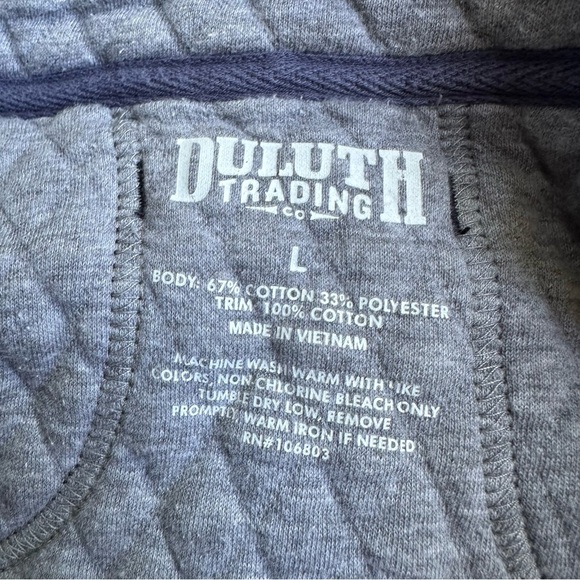 DULUTH
TRADING
CO
L
BODY: 67% COTTON 33% POLYESTER
TRIM: 100% COTTON
MADE IN VIETNAM
MACHINE WASH WARM WITH LIKE
COLORS, NON CHLORINE BLEACH ONLY
TUMBLE DRY LOW, REMOVE
PROMPTLY, WARM IRON IF NEEDED
RN#106803